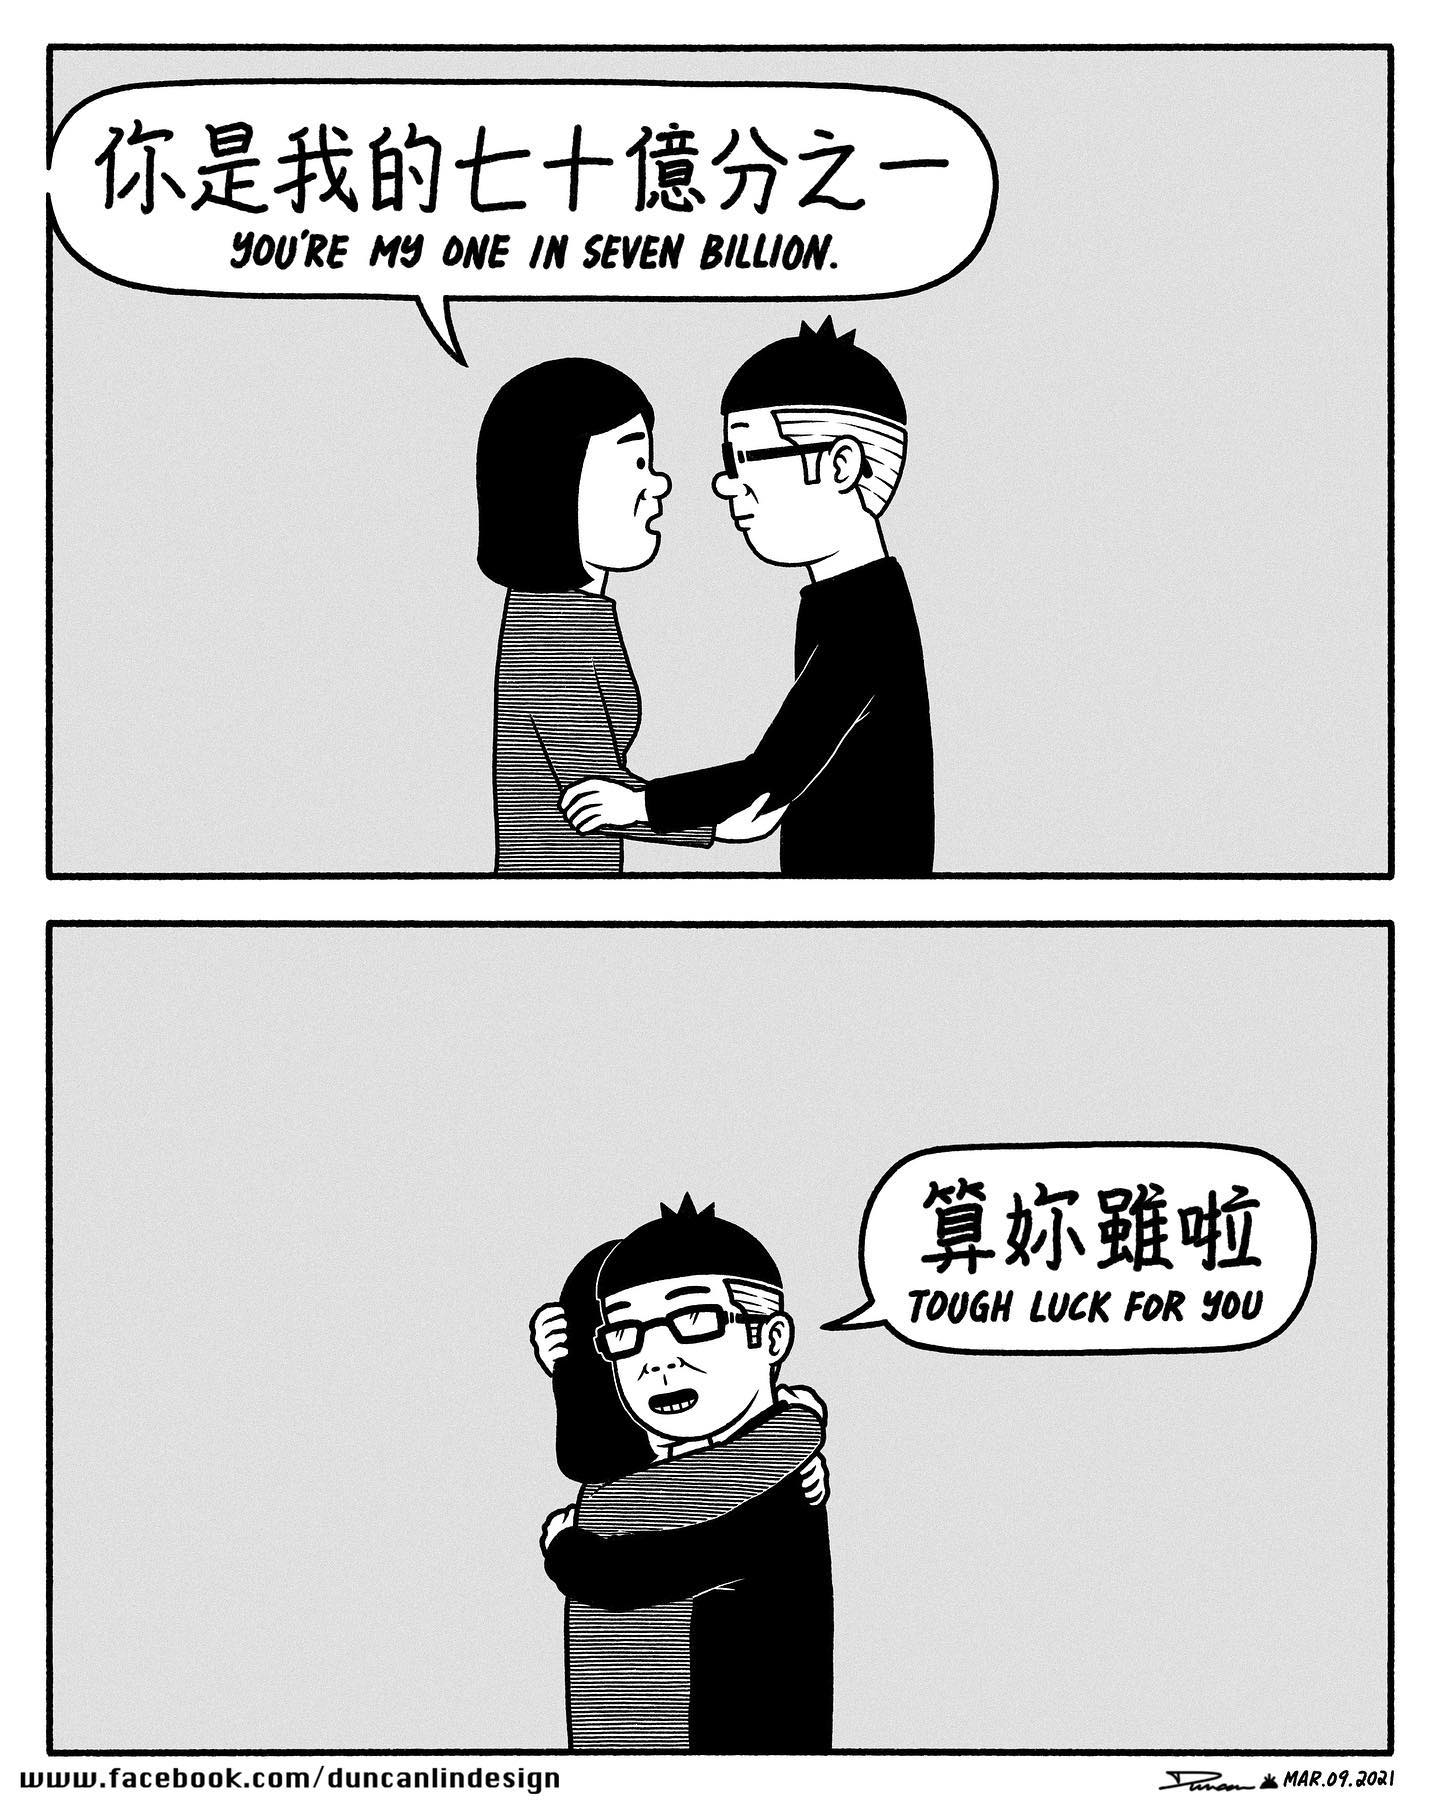 你是我的七十億分之一
YOU'RE MY ONE IN SEVEN BILLION.
算妳雖啦
TOUGH LUCK FOR YOU
www.facebook.com/duncanlindesign
Duncan MAR.09.2021